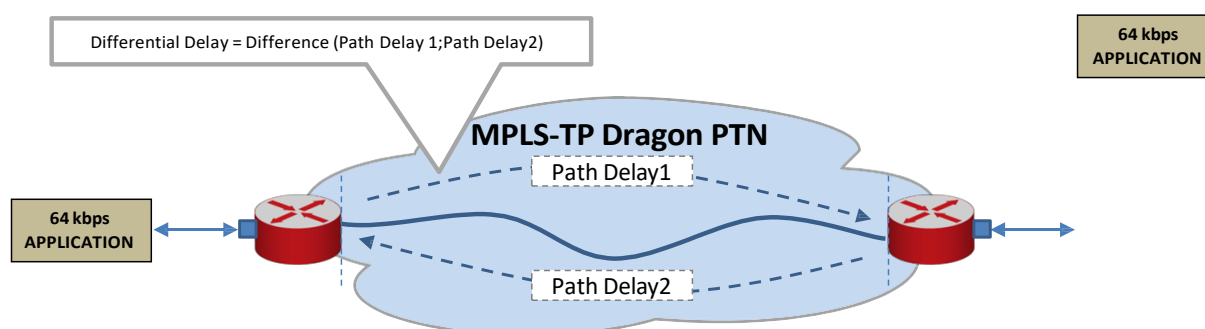 Differential Delay = Difference (Path Delay 1;Path Delay2)
64 kbps
APPLICATION
MPLS-TP Dragon PTN
Path Delay1
64 kbps
APPLICATION
Path Delay2